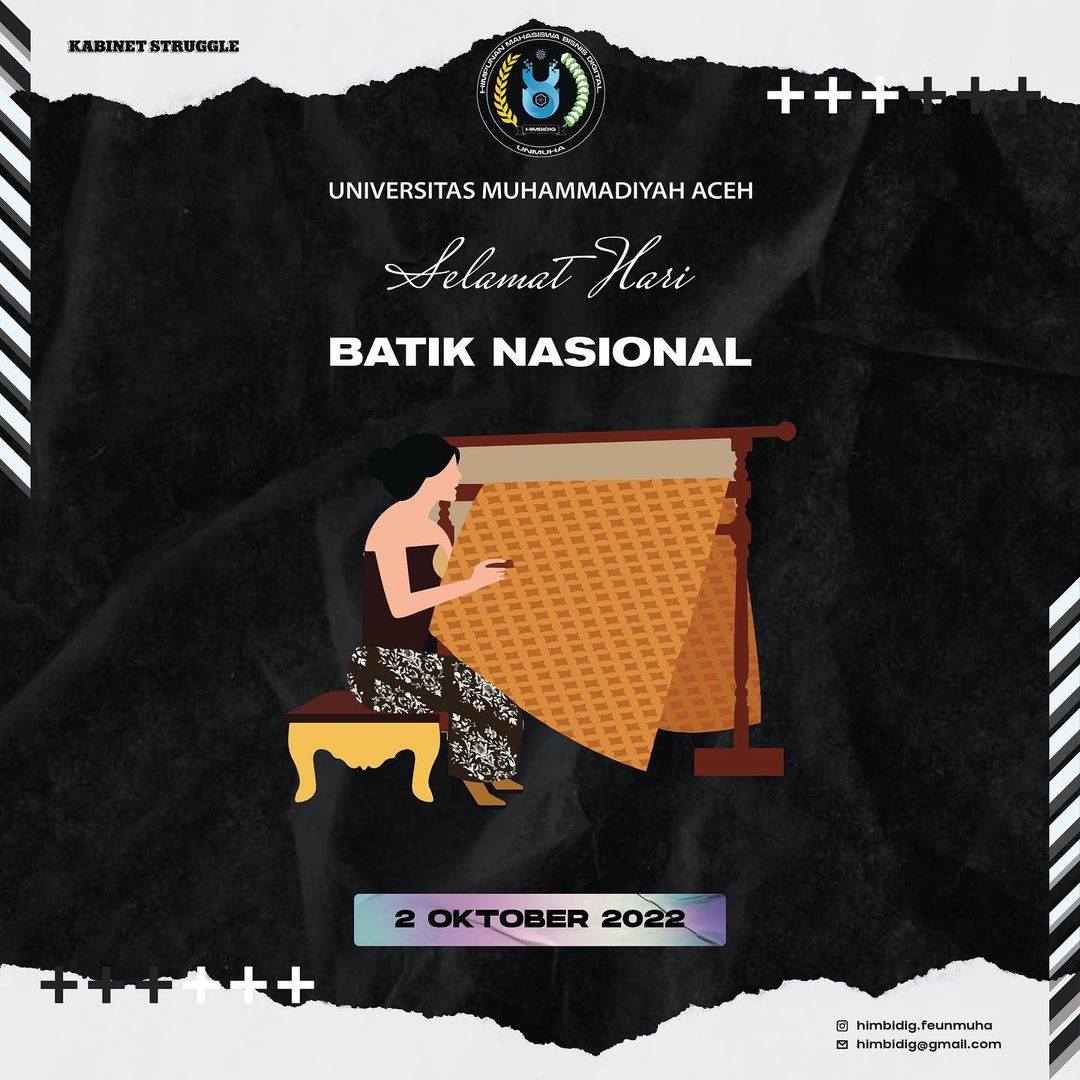 KABINET STRUGGLE
HIMPUNAN MAHASISWA BISNIS DIGITAL
HIMBIDIG
UNMUHA
UNIVERSITAS MUHAMMADIYAH ACEH
Selamat Hari
BATIK NASIONAL
2 OKTOBER 2022
himbidig.feunmuha
himbidig@gmail.com